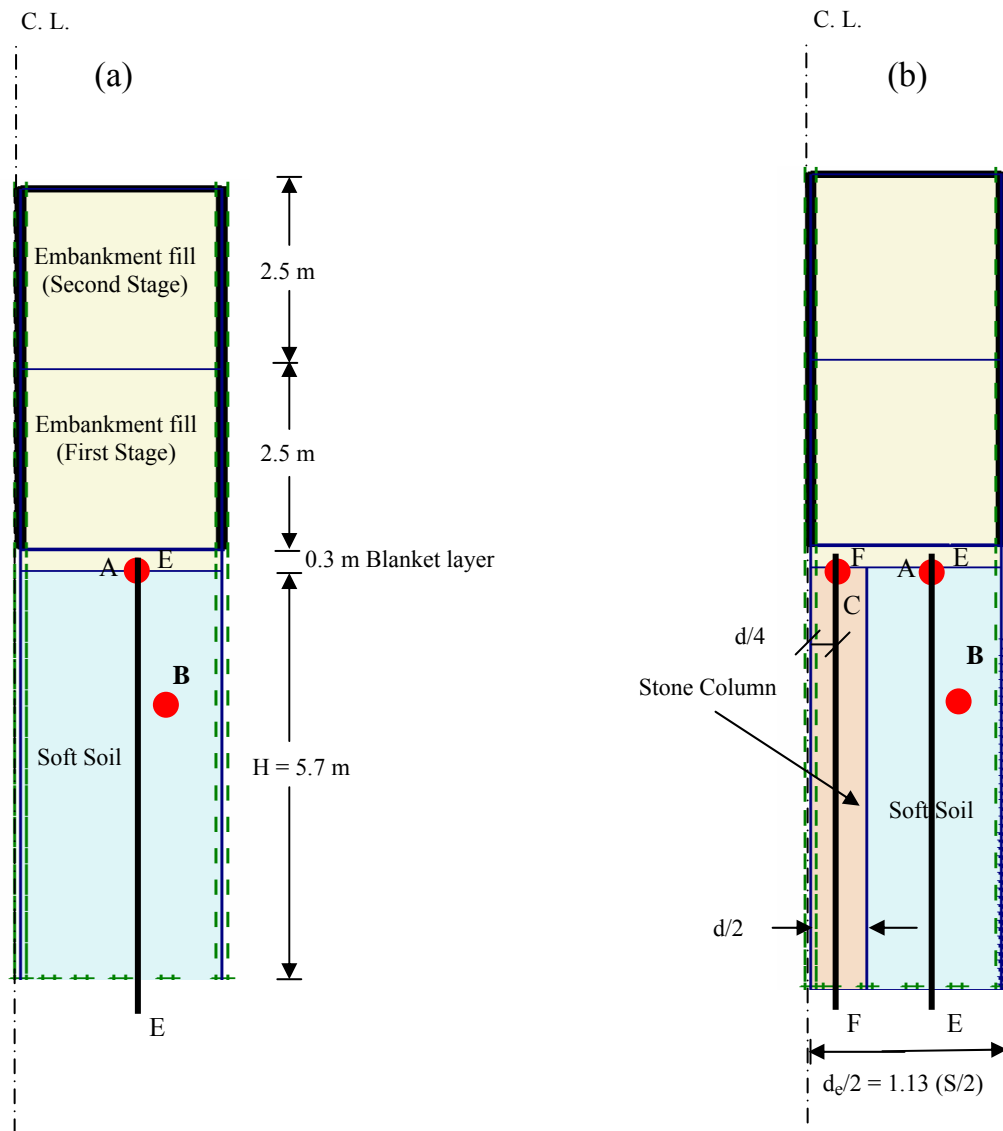 C. L.
(a)
Embankment fill
(Second Stage)
2.5 m
Embankment fill
(First Stage)
2.5 m
A
E
0.3 m Blanket layer
B
Soft Soil
H = 5.7 m
E
C. L.
(b)
F
A
E
C
d/4
B
Stone Column
Soft Soil
d/2
F
E
de/2 = 1.13 (S/2)